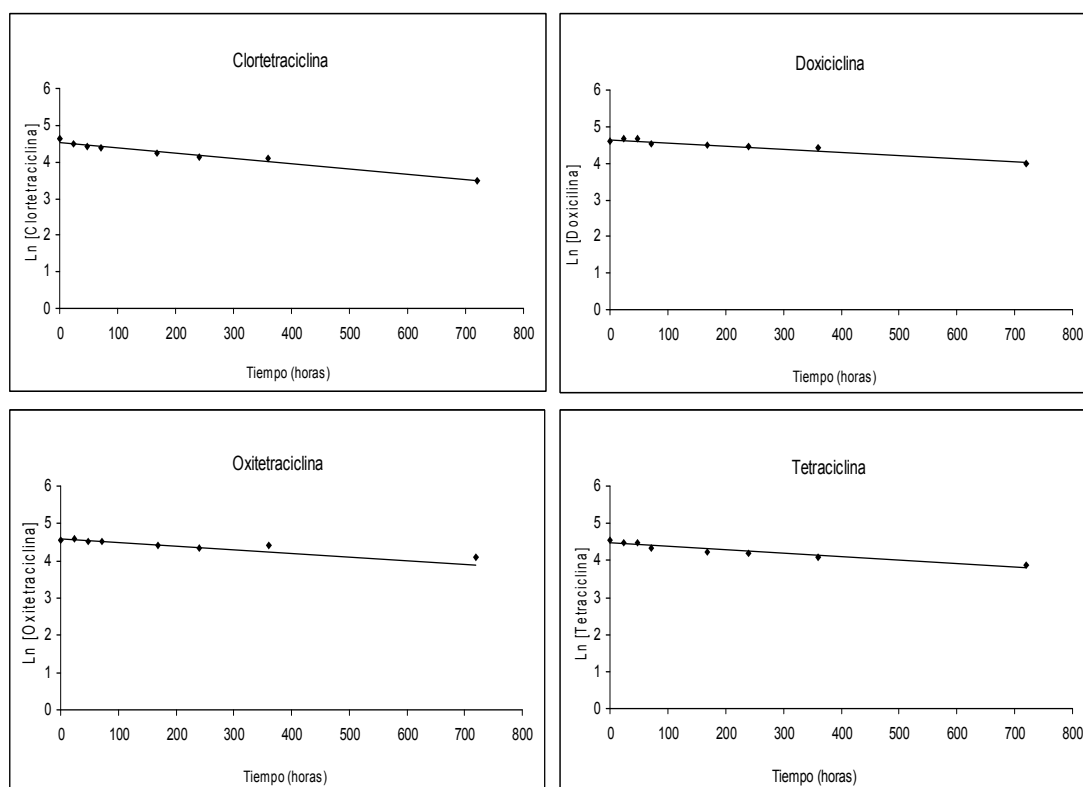 Clortetraciclina
Ln [Clortetraciclina]
6
5
4
3
2
1
0
0 100 200 300 400 500 600 700 800
Tiempo (horas)
Doxiciclina
Ln [Doxicilina]
6
5
4
3
2
1
0
0 100 200 300 400 500 600 700 800
Tiempo (horas)
Oxitetraciclina
Ln [Oxitetraciclina]
6
5
4
3
2
1
0
0 100 200 300 400 500 600 700 800
Tiempo (horas)
Tetraciclina
Ln [Tetraciclina]
6
5
4
3
2
1
0
0 100 200 300 400 500 600 700 800
Tiempo (horas)